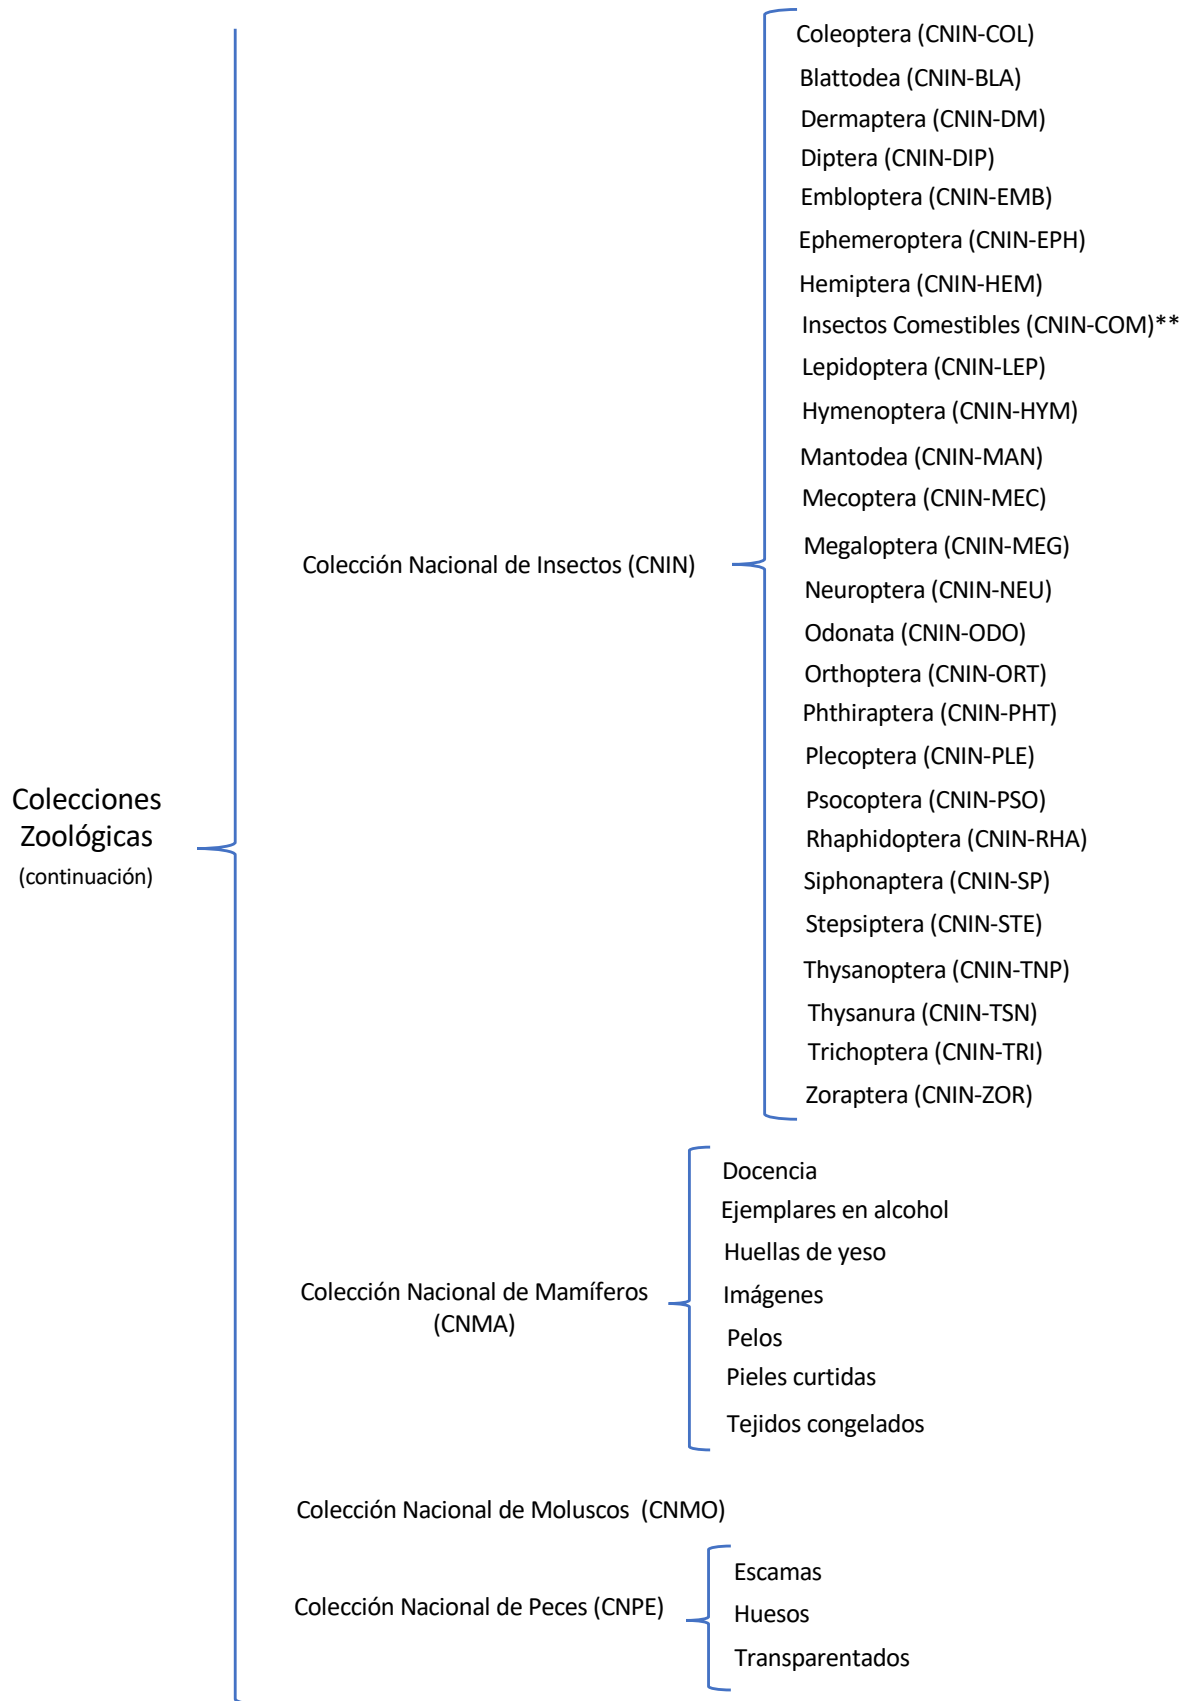 Colecciones
Zoológicas
(continuación)
Colección Nacional de Insectos (CNIN)
Coleoptera (CNIN-COL)
Blattodea (CNIN-BLA)
Dermaptera (CNIN-DM)
Diptera (CNIN-DIP)
Embloptera (CNIN-EMB)
Ephemeroptera (CNIN-EPH)
Hemiptera (CNIN-HEM)
Insectos Comestibles (CNIN-COM)**
Lepidoptera (CNIN-LEP)
Hymenoptera (CNIN-HYM)
Mantodea (CNIN-MAN)
Mecoptera (CNIN-MEC)
Megaloptera (CNIN-MEG)
Neuroptera (CNIN-NEU)
Odonata (CNIN-ODO)
Orthoptera (CNIN-ORT)
Phthiraptera (CNIN-PHT)
Plecoptera (CNIN-PLE)
Psocoptera (CNIN-PSO)
Rhaphidoptera (CNIN-RHA)
Siphonaptera (CNIN-SP)
Stepsiptera (CNIN-STE)
Thysanoptera (CNIN-TNP)
Thysanura (CNIN-TSN)
Trichoptera (CNIN-TRI)
Zoraptera (CNIN-ZOR)
Colección Nacional de Mamíferos
(CNMA)
Docencia
Ejemplares en alcohol
Huellas de yeso
Imágenes
Pelos
Pieles curtidas
Tejidos congelados
Colección Nacional de Moluscos (CNMO)
Colección Nacional de Peces (CNPE)
Escamas
Huesos
Transparentados